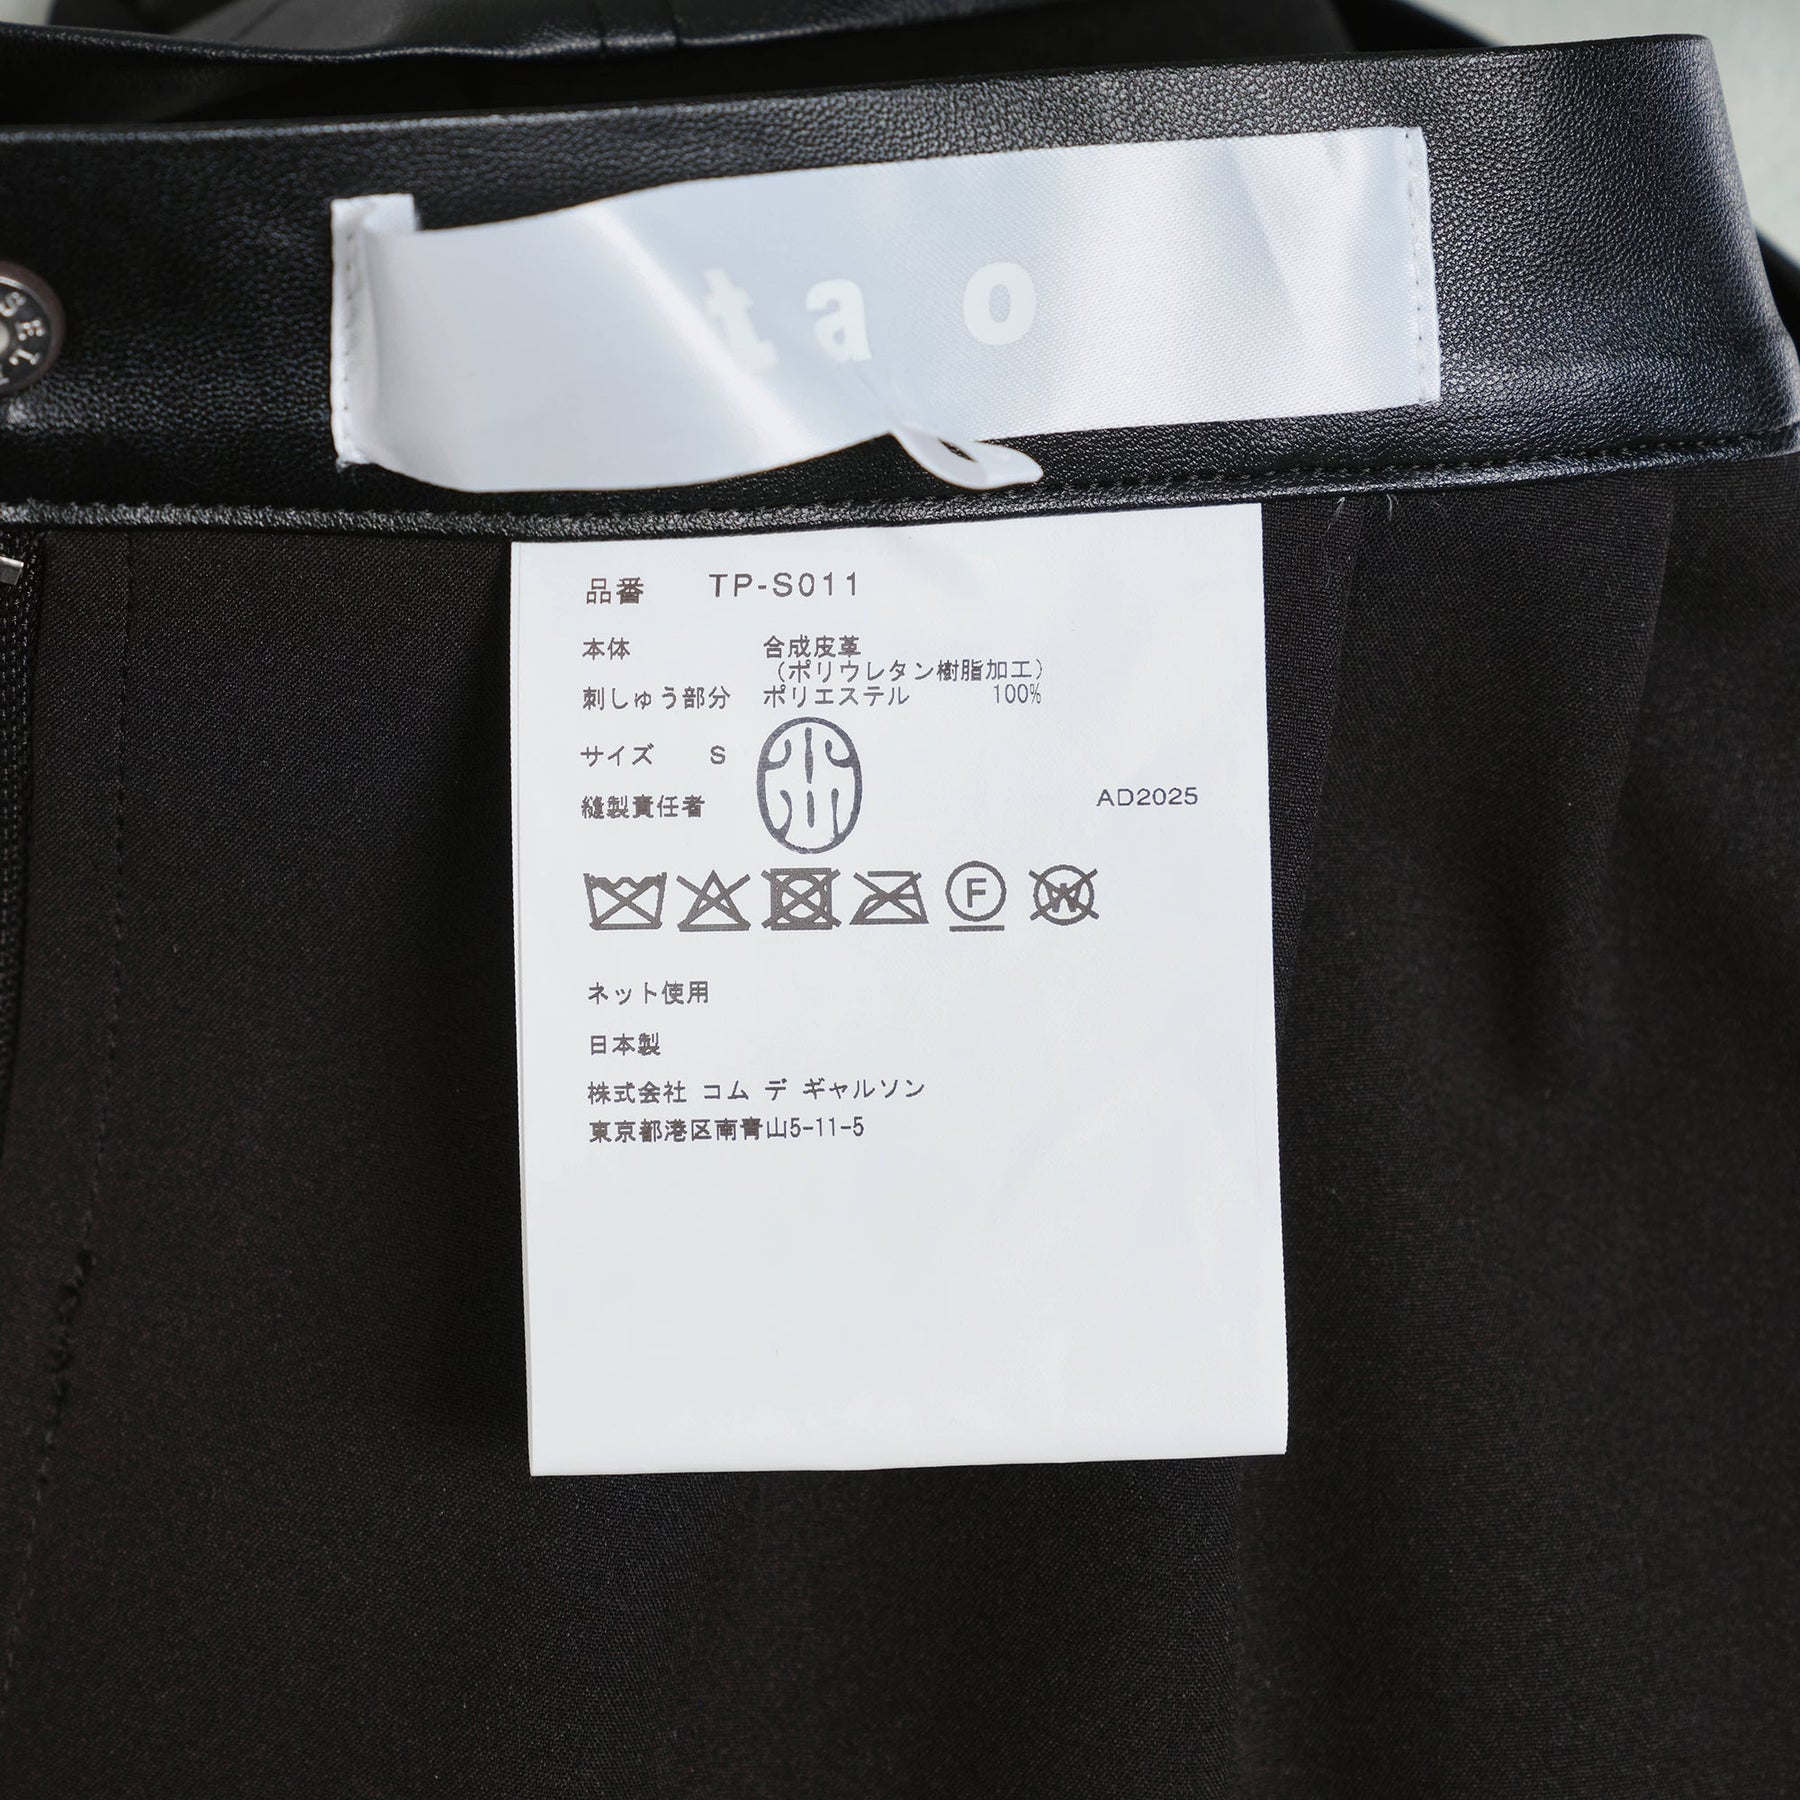 tao
品番 TP-S011
本体 合成皮革
(ポリウレタン樹脂加工)
刺しゅう部分 ポリエステル 100%
サイズ S
縫製責任者
AD2025
F W
ネット使用
日本製
株式会社 コム デ ギャルソン
東京都港区南青山5-11-5